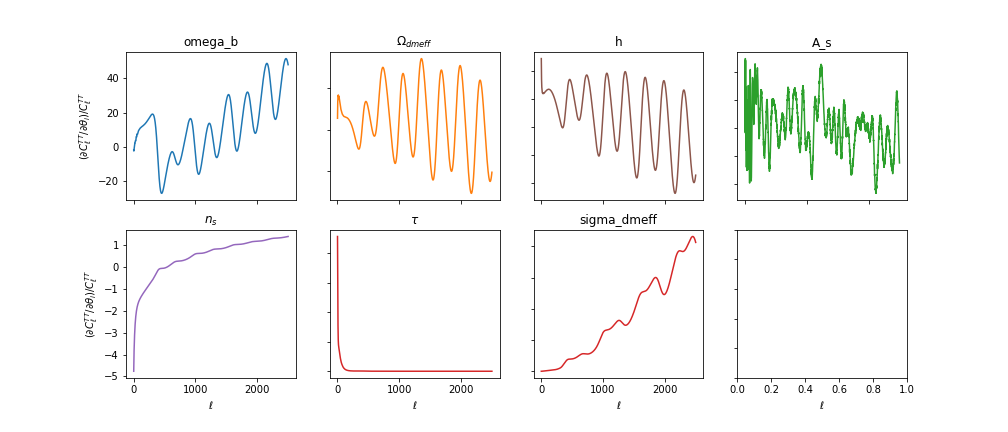 omega_b
Ω_{dmeff}
h
A_s
(∂C_ℓ^{TT}/∂θ_i)/C_ℓ^{TT}
40
20
0
−20
n_s
τ
sigma_dmeff
(∂C_ℓ^{TT}/∂θ_i)/C_ℓ^{TT}
1
0
−1
−2
−3
−4
−5
0 1000 2000
0 1000 2000
0 1000 2000
0.0 0.2 0.4 0.6 0.8 1.0
ℓ
ℓ
ℓ
ℓ